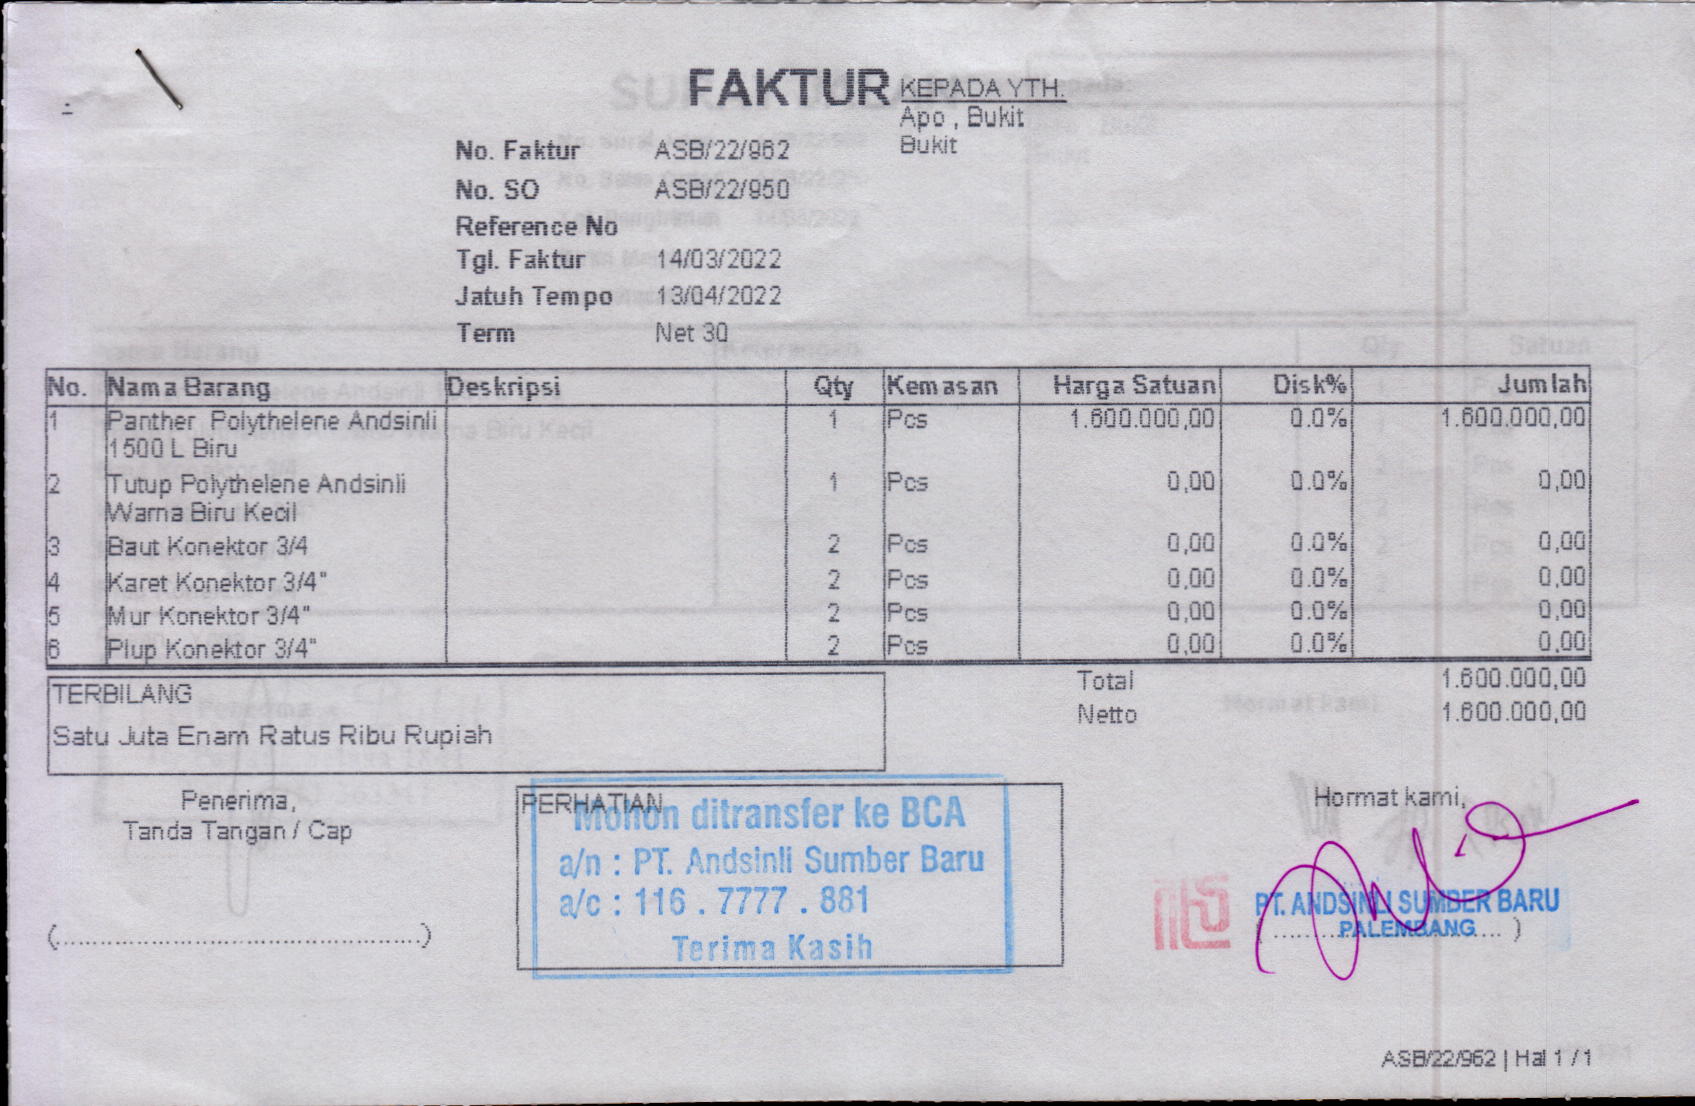 FAKTUR
KEPADA YTH.
Apo , Bukit
Bukit
No. Faktur ASB/22/962
No. SO ASB/22/950
Reference No
Tgl. Faktur 14/03/2022
Jatuh Tempo 13/04/2022
Term Net 30
No. Nama Barang Deskripsi Qty Kemasan Harga Satuan Disk% Jumlah
1 Panther Polythelene Andsinli 1 Pcs 1.600.000,00 0.0% 1.600.000,00
1500 L Biru
2 Tutup Polythelene Andsinli 1 Pcs 0,00 0.0% 0,00
Warna Biru Kecil
3 Baut Konektor 3/4 2 Pcs 0,00 0.0% 0,00
4 Karet Konektor 3/4" 2 Pcs 0,00 0.0% 0,00
5 Mur Konektor 3/4" 2 Pcs 0,00 0.0% 0,00
6 Plup Konektor 3/4" 2 Pcs 0,00 0.0% 0,00
Total 1.600.000,00
Netto 1.600.000,00
TERBILANG
Satu Juta Enam Ratus Ribu Rupiah
Penerima,
Tanda Tangan / Cap
(................................................)
PERHATIAN
Mohon ditransfer ke BCA
a/n : PT. Andsinli Sumber Baru
a/c : 116 . 7777 . 881
Terima Kasih
Hormat kami,
PT. ANDSINLI SUMBER BARU
PALEMBANG
ASB/22/962 | Hal 1 / 1